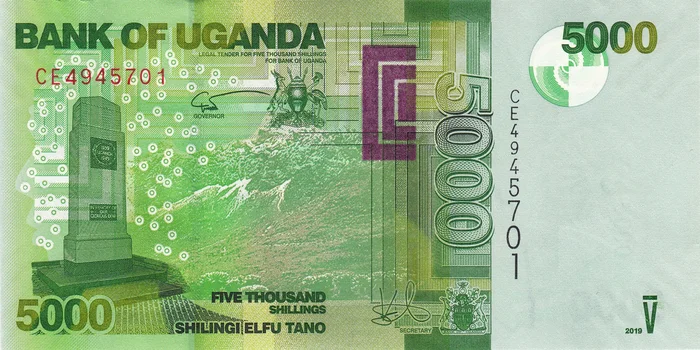 BANK OF UGANDA
LEGAL TENDER FOR FIVE THOUSAND SHILLINGS
FOR BANK OF UGANDA
5000
CE4945701
GOVERNOR
5000
CE4945701
5000
FIVE THOUSAND
SHILLINGS
SHILINGI ELFU TANO
SECRETARY
2019